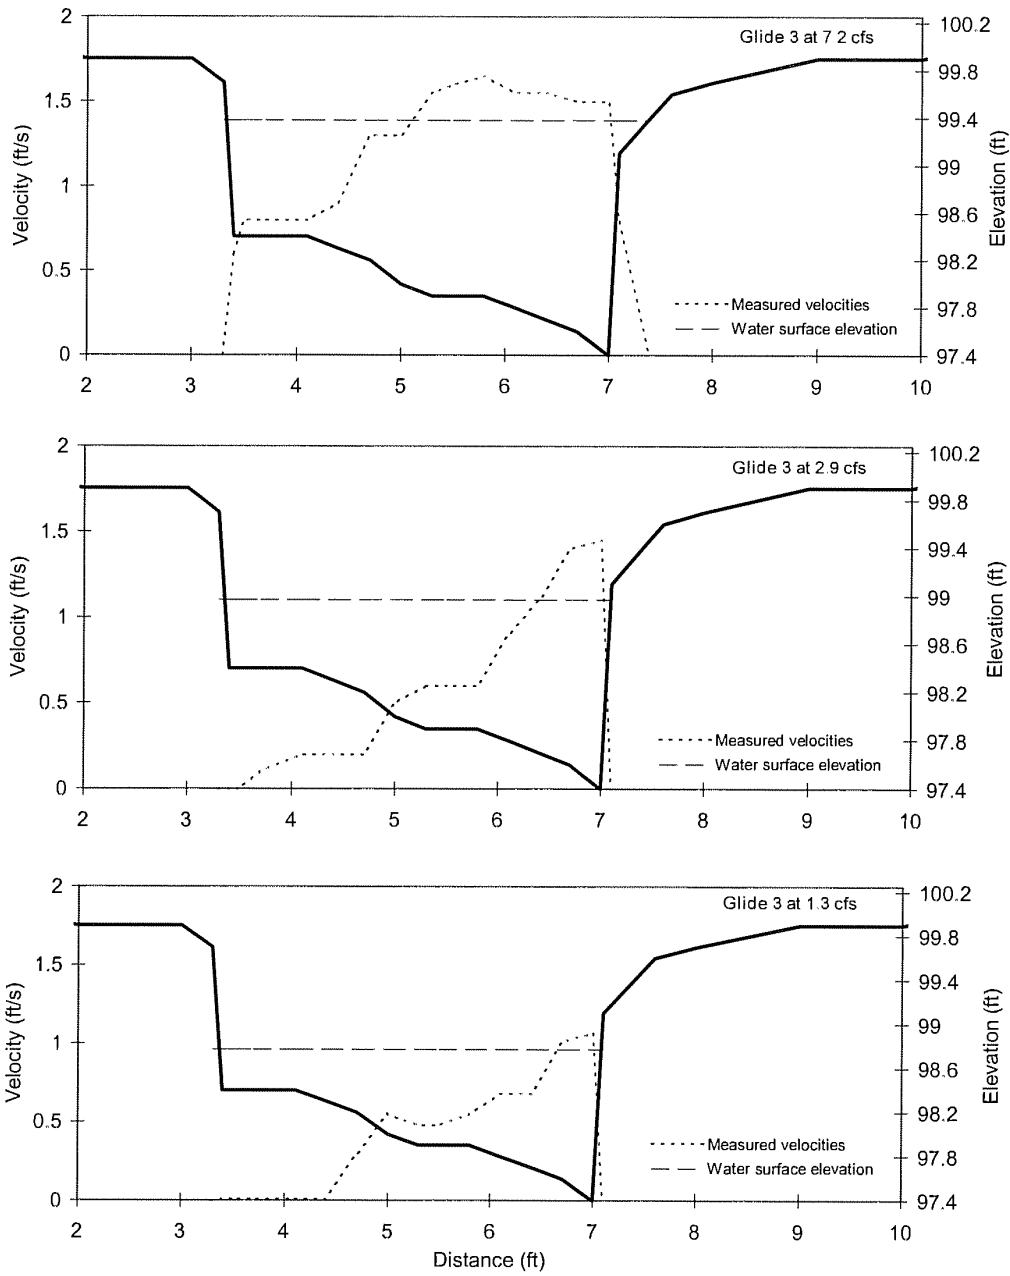 2
1.5
1
0.5
0
Velocity (ft/s)
Glide 3 at 7 2 cfs
100.2
99.8
99.4
99
98.6
98.2
97.8
97.4
Elevation (ft)
Measured velocities
Water surface elevation
2 3 4 5 6 7 8 9 10
2
1.5
1
0.5
0
Velocity (ft/s)
Glide 3 at 2.9 cfs
100.2
99.8
99.4
99
98.6
98.2
97.8
97.4
Elevation (ft)
Measured velocities
Water surface elevation
2 3 4 5 6 7 8 9 10
2
1.5
1
0.5
0
Velocity (ft/s)
Glide 3 at 1.3 cfs
100.2
99.8
99.4
99
98.6
98.2
97.8
97.4
Elevation (ft)
Measured velocities
Water surface elevation
2 3 4 5 6 7 8 9 10
Distance (ft)